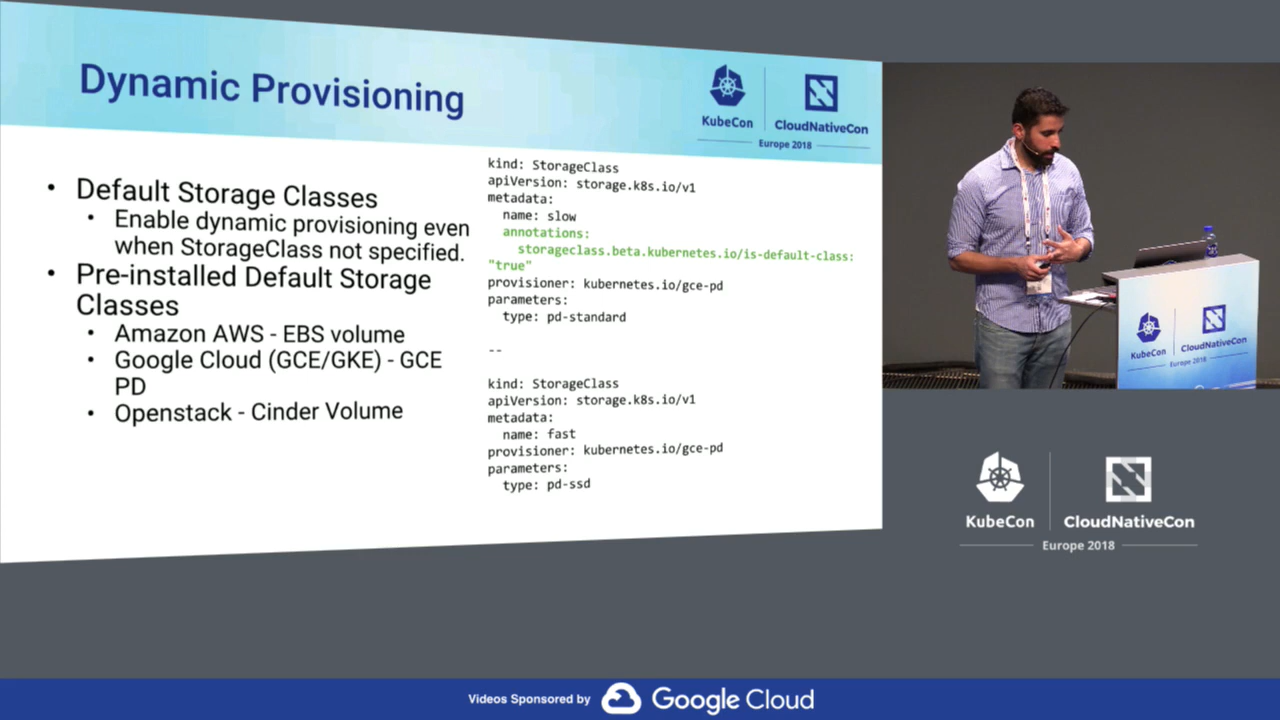 Dynamic Provisioning
KubeCon
CloudNativeCon
Europe 2018
• Default Storage Classes
• Enable dynamic provisioning even
when StorageClass not specified.
• Pre-installed Default Storage
Classes
• Amazon AWS - EBS volume
• Google Cloud (GCE/GKE) - GCE
PD
• Openstack - Cinder Volume
kind: StorageClass
apiVersion: storage.k8s.io/v1
metadata:
name: slow
annotations:
storageclass.beta.kubernetes.io/is-default-class:
"true"
provisioner: kubernetes.io/gce-pd
parameters:
type: pd-standard
--
kind: StorageClass
apiVersion: storage.k8s.io/v1
metadata:
name: fast
provisioner: kubernetes.io/gce-pd
parameters:
type: pd-ssd
KubeCon
CloudNativeCon
Europe 2018
KubeCon
CloudNativeCon
Europe 2018
Videos Sponsored by
Google Cloud